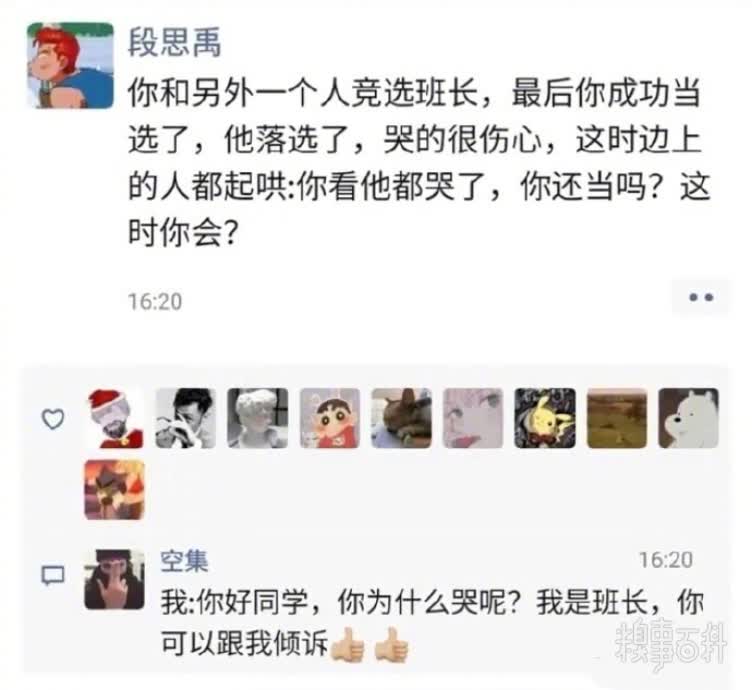 段思禹
你和另外一个人竞选班长，最后你成功当
选了，他落选了，哭的很伤心，这时边上
的人都起哄:你看他都哭了，你还当吗？这
时你会？
16:20
空集
16:20
我:你好同学，你为什么哭呢？我是班长，你
可以跟我倾诉👍🏼👍🏼
糗事百科